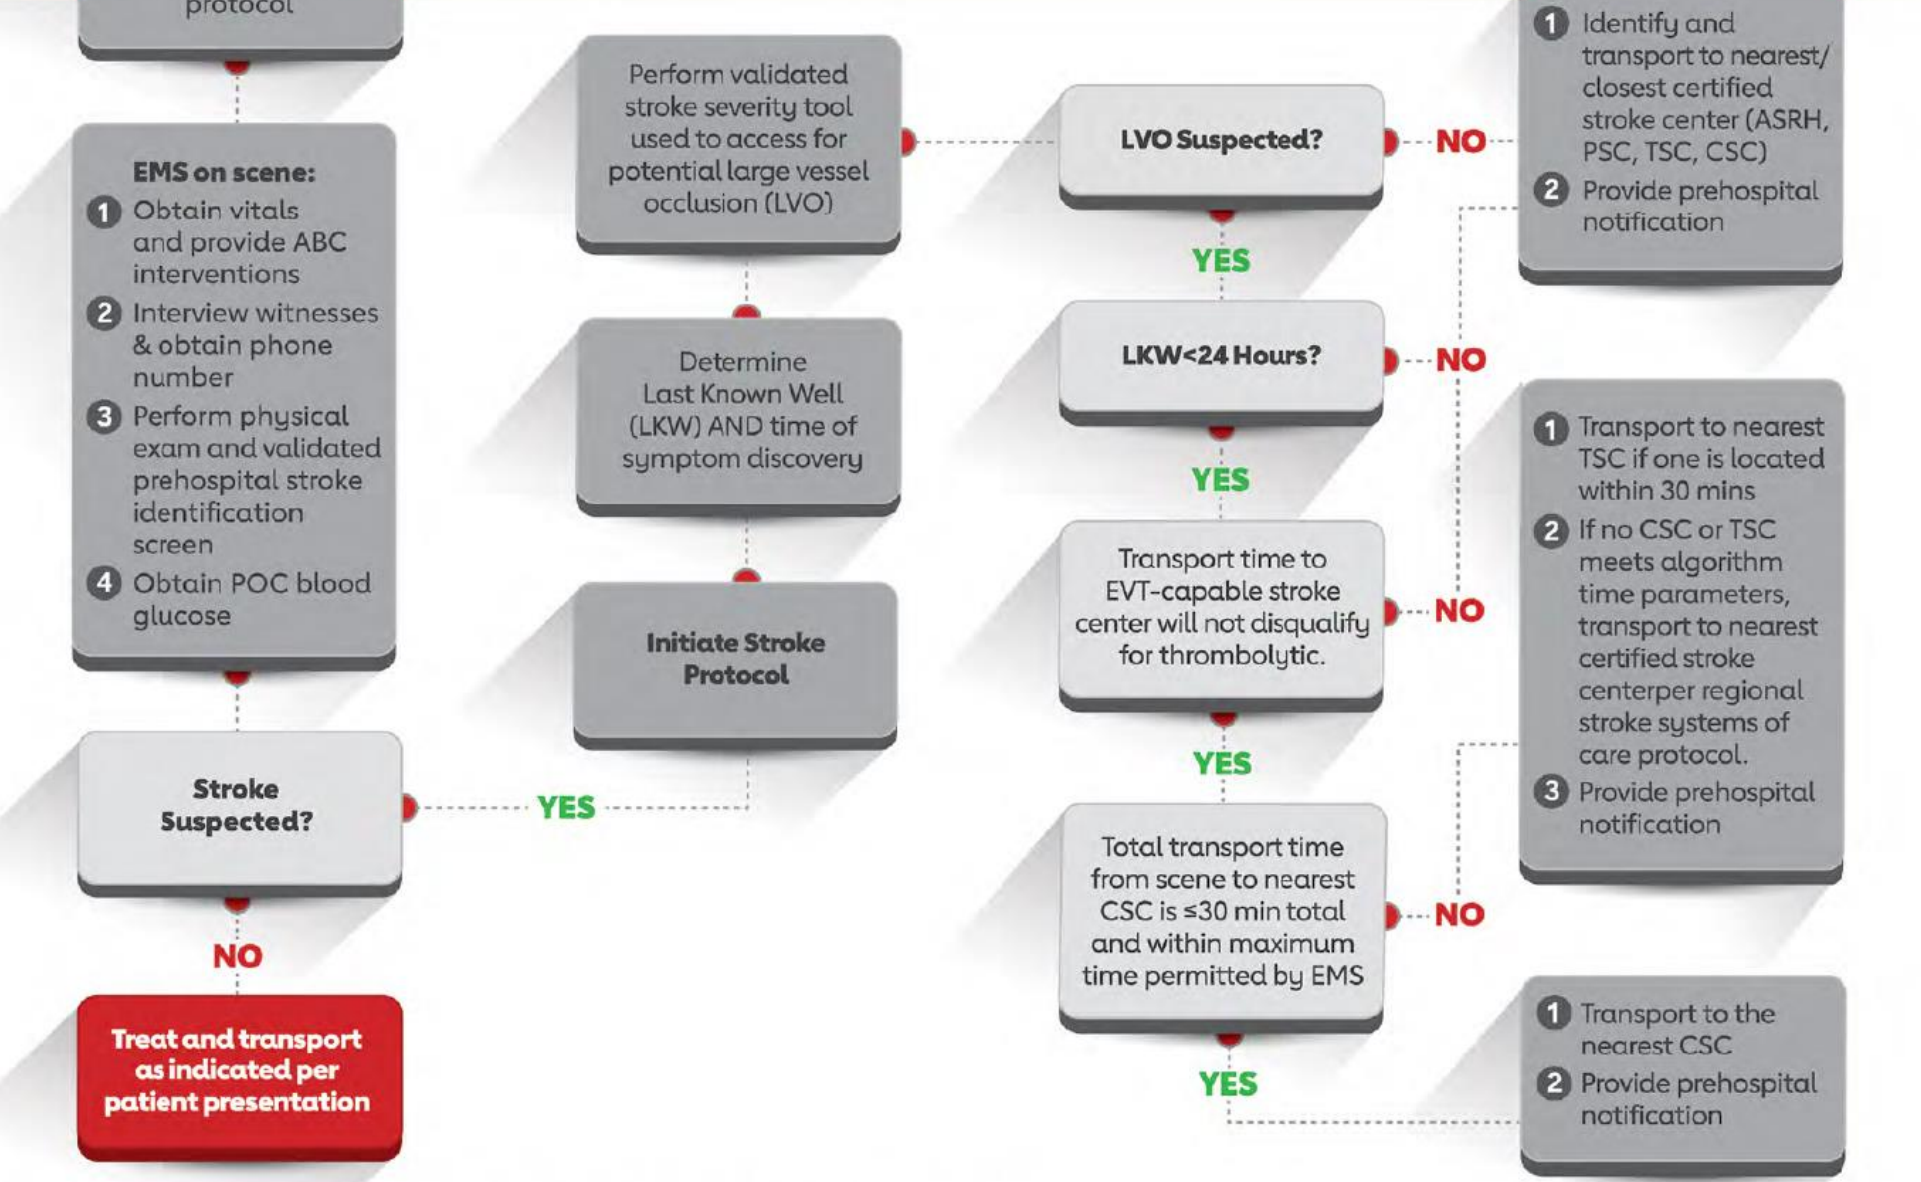 protocol
EMS on scene:
1 Obtain vitals
and provide ABC
interventions
2 Interview witnesses
& obtain phone
number
3 Perform physical
exam and validated
prehospital stroke
identification
screen
4 Obtain POC blood
glucose
Stroke
Suspected?
NO
Treat and transport
as indicated per
patient presentation
YES
Initiate Stroke
Protocol
Determine
Last Known Well
(LKW) AND time of
symptom discovery
Perform validated
stroke severity tool
used to access for
potential large vessel
occlusion (LVO)
LVO Suspected?
NO
YES
LKW<24 Hours?
NO
YES
Transport time to
EVT-capable stroke
center will not disqualify
for thrombolytic.
NO
YES
Total transport time
from scene to nearest
CSC is ≤30 min total
and within maximum
time permitted by EMS
NO
YES
1 Identify and
transport to nearest/
closest certified
stroke center (ASRH,
PSC, TSC, CSC)
2 Provide prehospital
notification
1 Transport to nearest
TSC if one is located
within 30 mins
2 If no CSC or TSC
meets algorithm
time parameters,
transport to nearest
certified stroke
centerper regional
stroke systems of
care protocol.
3 Provide prehospital
notification
1 Transport to the
nearest CSC
2 Provide prehospital
notification